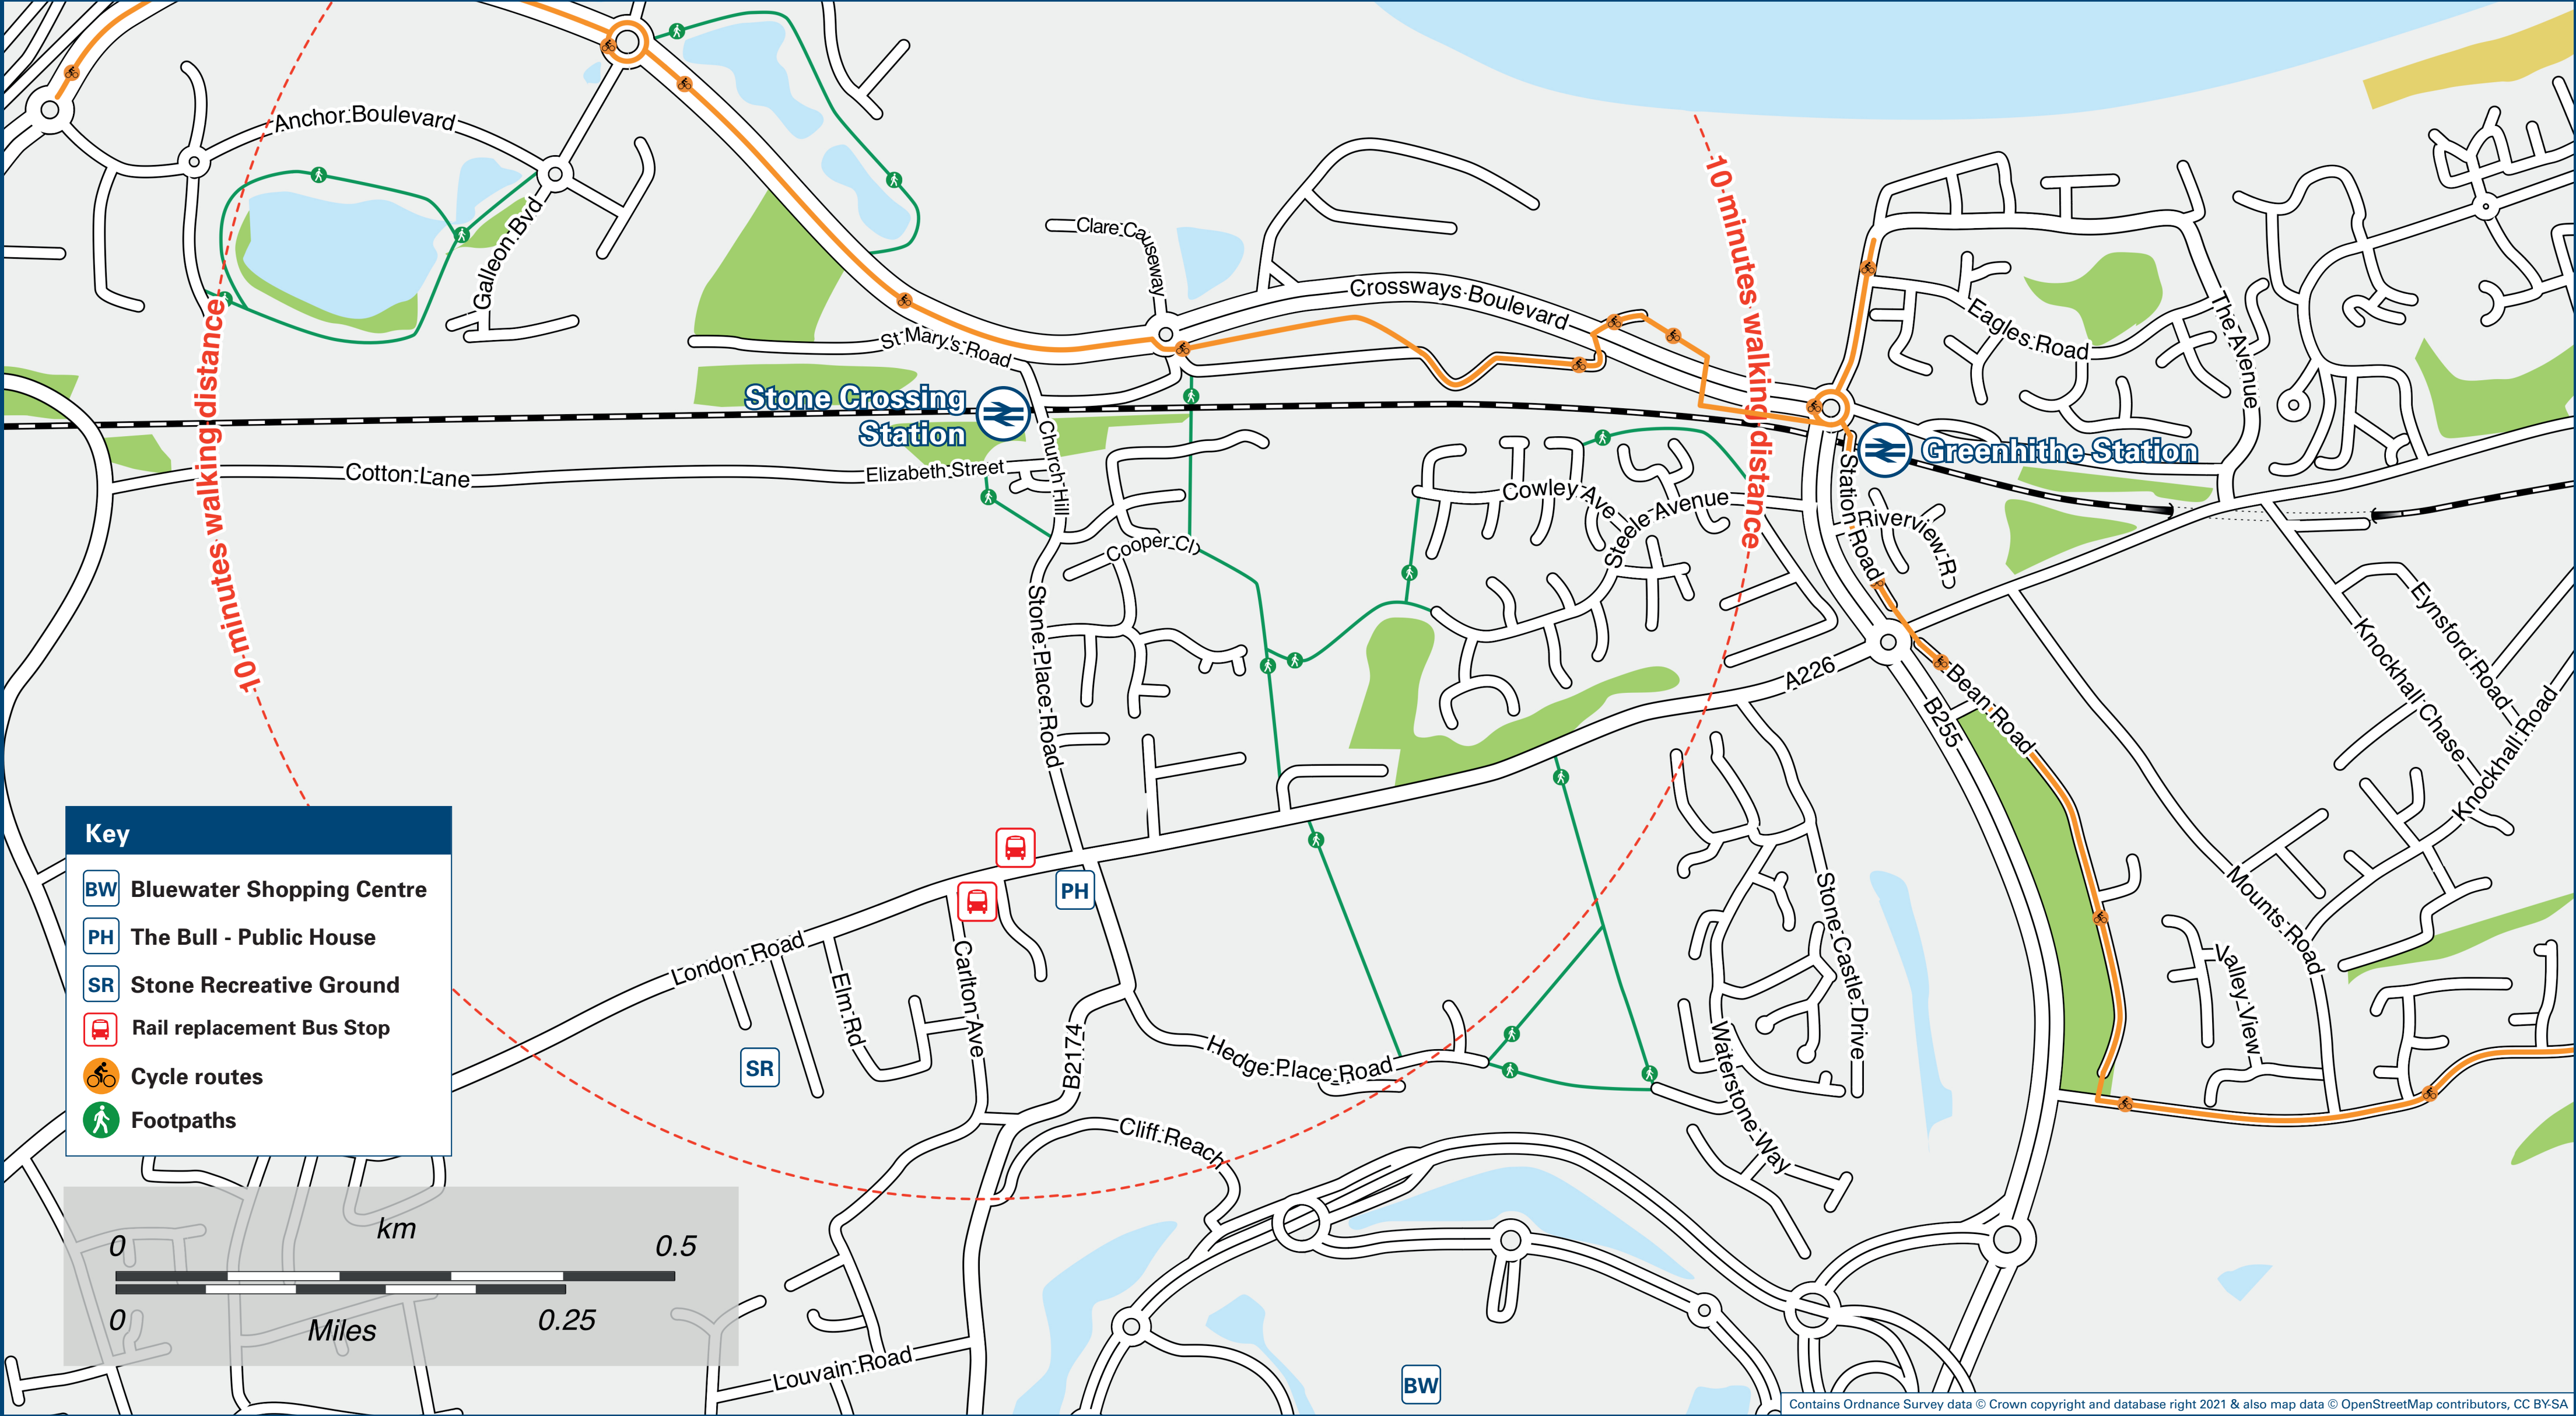 Anchor Boulevard
Galleon Bvd
10 minutes walking distance
Clare Causeway
Crossways Boulevard
St Mary's Road
Stone Crossing
Station
Church Hill
Cotton Lane
Elizabeth Street
Cooper Cl
Stone Place Road
Cowley Ave
Steele Avenue
10 minutes walking distance
Eagles Road
The Avenue
Greenhithe Station
Station Road
Riverview R
A226
B255
Bean Road
Eynsford Road
Knockhall Chase
Knockhall Road
Mounts Road
Valley View
Stone Castle Drive
Waterstone Way
PH
London Road
Elm Rd
Carlton Ave
SR
B2174
Hedge Place Road
Cliff Reach
Louvain Road
BW
Key
BW Bluewater Shopping Centre
PH The Bull - Public House
SR Stone Recreative Ground
Rail replacement Bus Stop
Cycle routes
Footpaths
km
0 0.5
0 0.25
Miles
Contains Ordnance Survey data © Crown copyright and database right 2021 & also map data © OpenStreetMap contributors, CC BY-SA